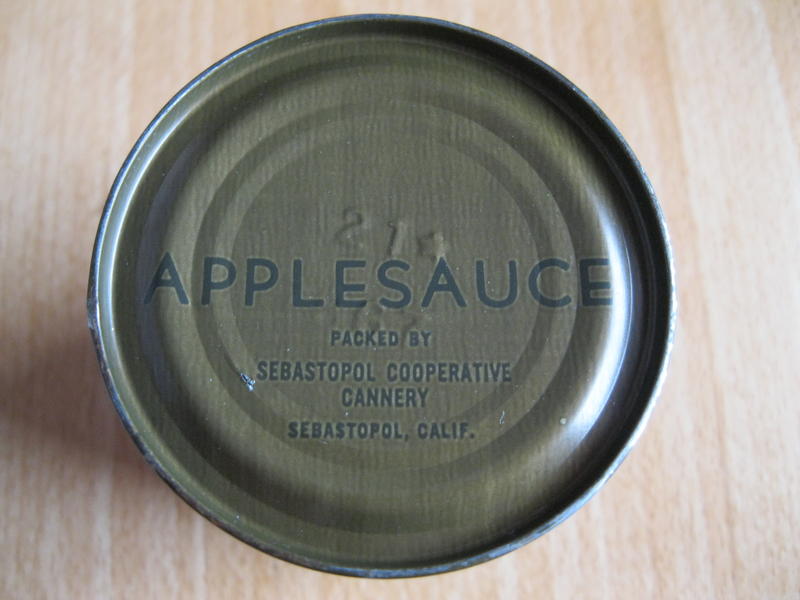 APPLESAUCE
PACKED BY
SEBASTOPOL COOPERATIVE
CANNERY
SEBASTOPOL, CALIF.